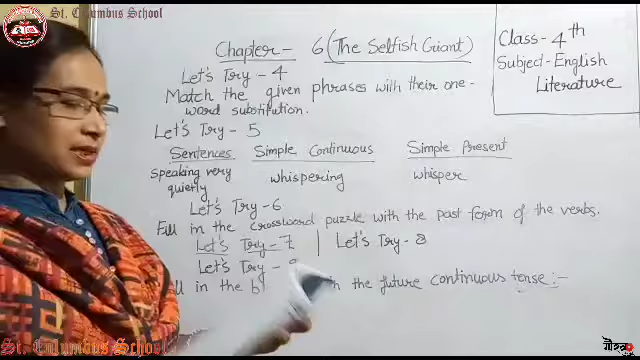 St. Columbus School
Chapter - 6 (The Selfish Giant)
Class - 4th
Subject - English
Literature
Let's Try - 4
Match the given phrases with their one-
word substitution.
Let's Try - 5
Sentences Simple Continuous Simple Present
speaking very whispering whisper
quietly
Let's Try - 6
Fill in the crossword puzzle with the past form of the verbs.
Let's Try - 7 | Let's Try - 8
Let's Try -
in the the future continuous tense :-
St. Columbus School